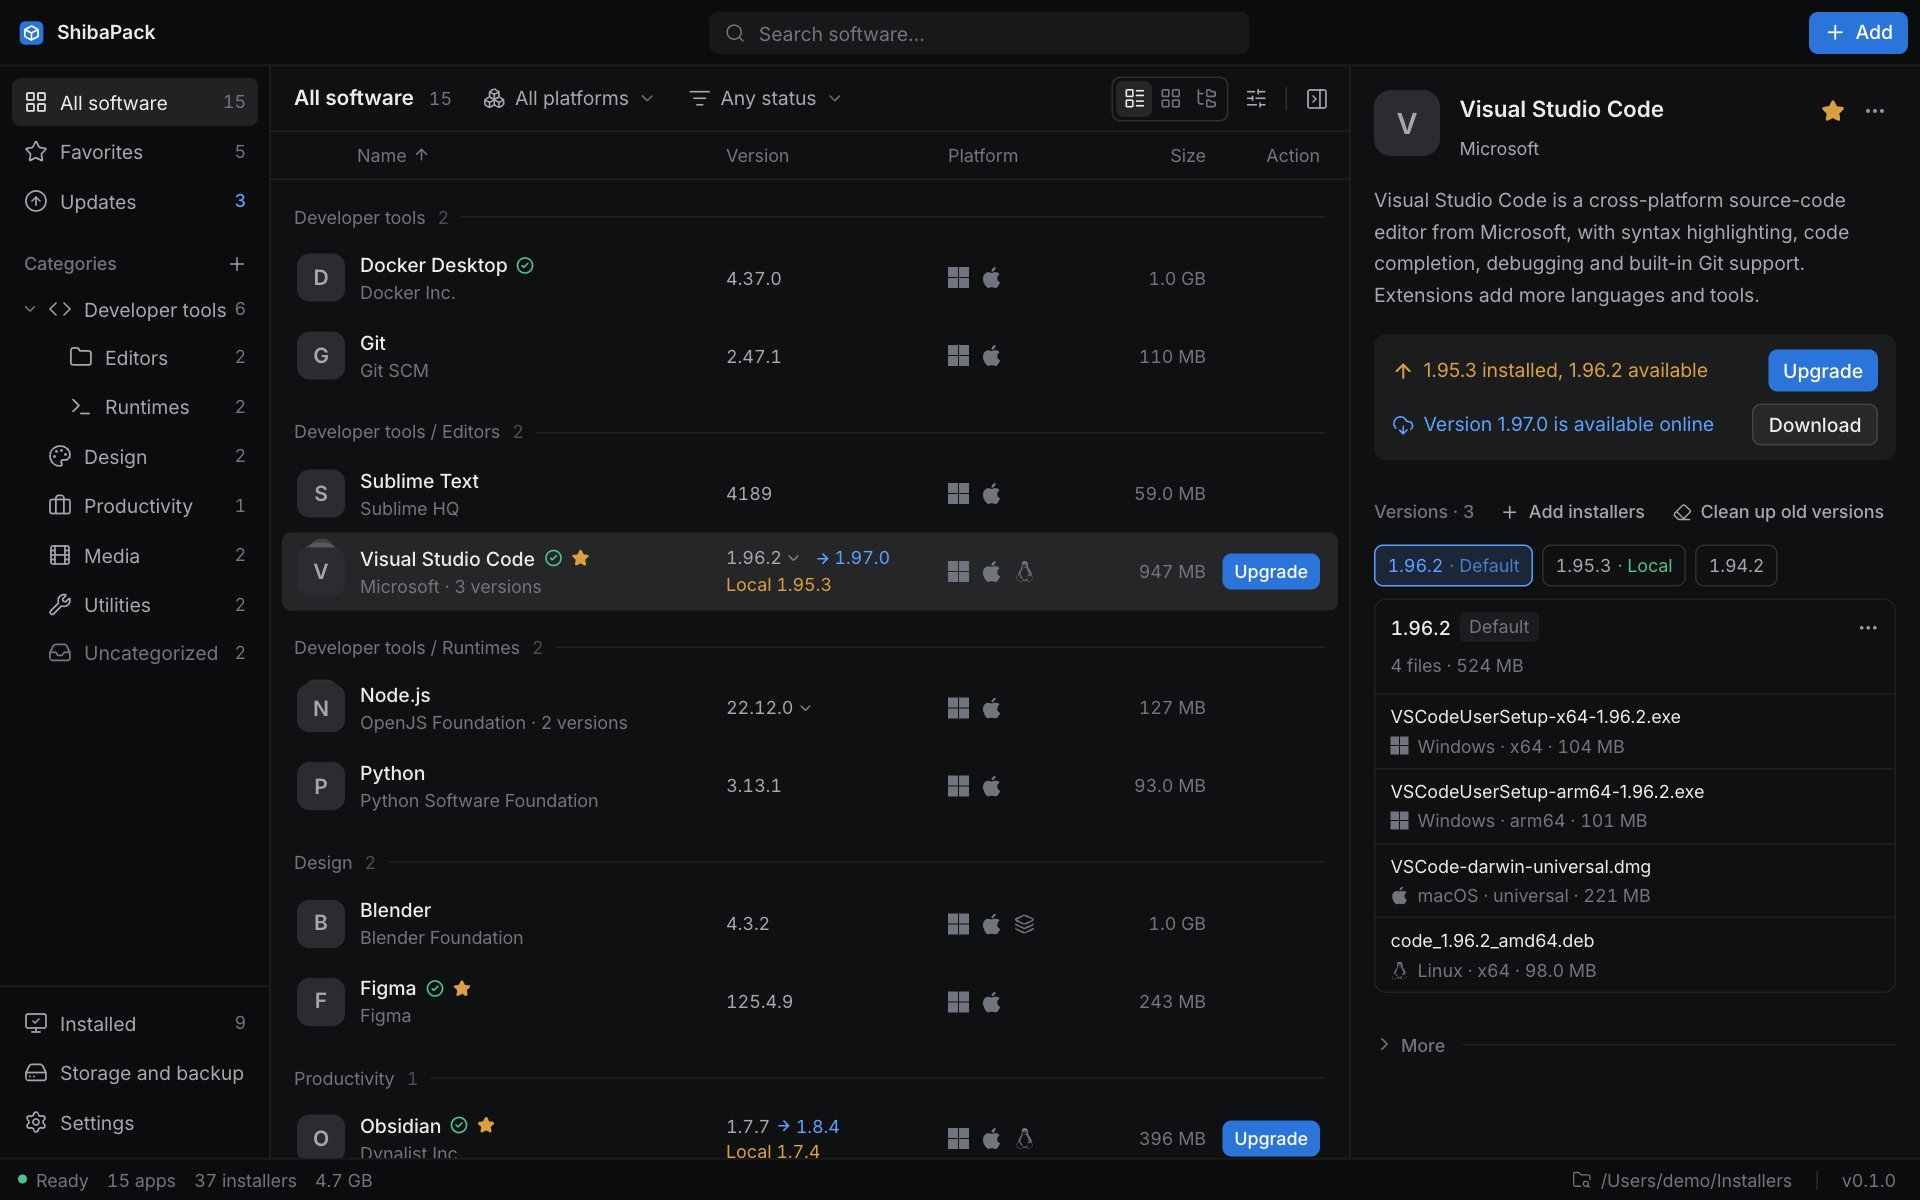 ShibaPack
Search software...
Add
All software 15
Favorites 5
Updates 3
Categories
Developer tools 6
Editors 2
Runtimes 2
Design 2
Productivity 1
Media 2
Utilities 2
Uncategorized 2
Installed 9
Storage and backup
Settings
All software 15 All platforms Any status
Name Version Platform Size Action
Developer tools 2
D Docker Desktop 4.37.0 1.0 GB
Docker Inc.
G Git 2.47.1 110 MB
Git SCM
Developer tools / Editors 2
S Sublime Text 4189 59.0 MB
Sublime HQ
V Visual Studio Code 1.96.2 → 1.97.0 947 MB Upgrade
Microsoft · 3 versions Local 1.95.3
Developer tools / Runtimes 2
N Node.js 22.12.0 127 MB
OpenJS Foundation · 2 versions
P Python 3.13.1 93.0 MB
Python Software Foundation
Design 2
B Blender 4.3.2 1.0 GB
Blender Foundation
F Figma 125.4.9 243 MB
Figma
Productivity 1
O Obsidian 1.7.7 → 1.8.4 396 MB Upgrade
Dynalist Inc. Local 1.7.4
V Visual Studio Code
Microsoft
Visual Studio Code is a cross-platform source-code
editor from Microsoft, with syntax highlighting, code
completion, debugging and built-in Git support.
Extensions add more languages and tools.
1.95.3 installed, 1.96.2 available Upgrade
Version 1.97.0 is available online Download
Versions · 3 Add installers Clean up old versions
1.96.2 · Default 1.95.3 · Local 1.94.2
1.96.2 Default
4 files · 524 MB
VSCodeUserSetup-x64-1.96.2.exe
Windows · x64 · 104 MB
VSCodeUserSetup-arm64-1.96.2.exe
Windows · arm64 · 101 MB
VSCode-darwin-universal.dmg
macOS · universal · 221 MB
code_1.96.2_amd64.deb
Linux · x64 · 98.0 MB
More
Ready 15 apps 37 installers 4.7 GB /Users/demo/Installers v0.1.0